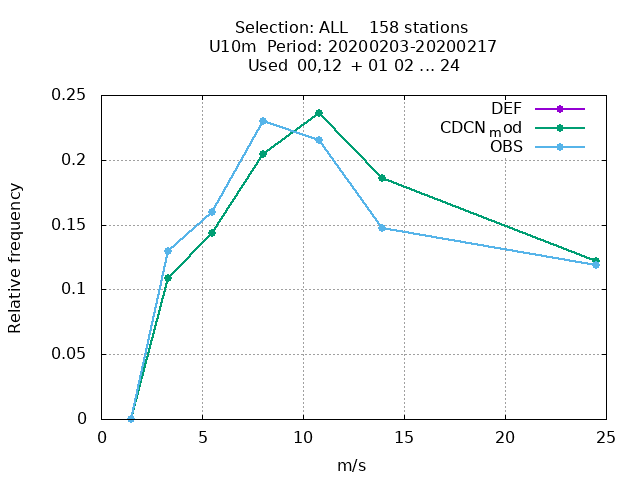 Selection: ALL    158 stations
U10m  Period: 20200203-20200217
Used  00,12  + 01 02 ... 24
0.25
0.2
0.15
0.1
0.05
0
0 5 10 15 20 25
Relative frequency
m/s
DEF
CDCN_mod
OBS